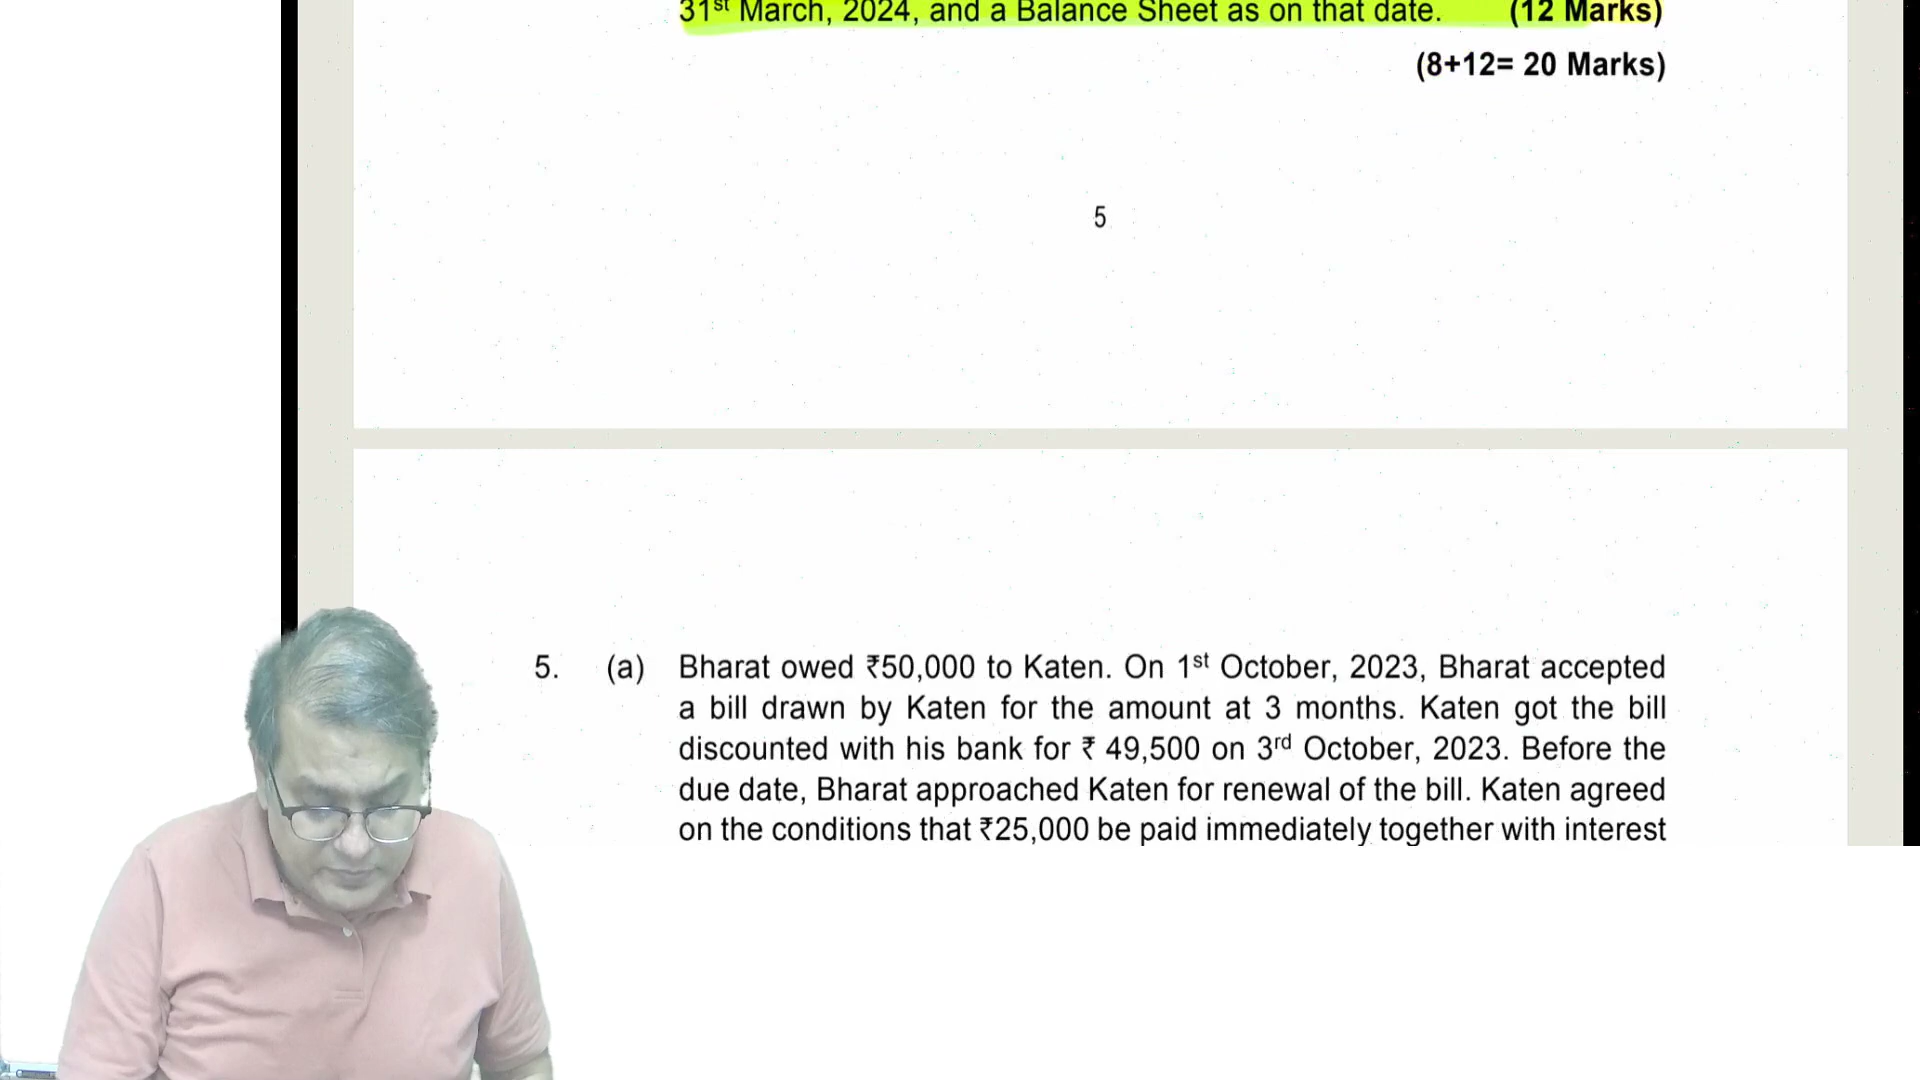 31st March, 2024, and a Balance Sheet as on that date. (12 Marks)
(8+12= 20 Marks)
5
5. (a) Bharat owed ₹50,000 to Katen. On 1st October, 2023, Bharat accepted
a bill drawn by Katen for the amount at 3 months. Katen got the bill
discounted with his bank for ₹ 49,500 on 3rd October, 2023. Before the
due date, Bharat approached Katen for renewal of the bill. Katen agreed
on the conditions that ₹25,000 be paid immediately together with interest